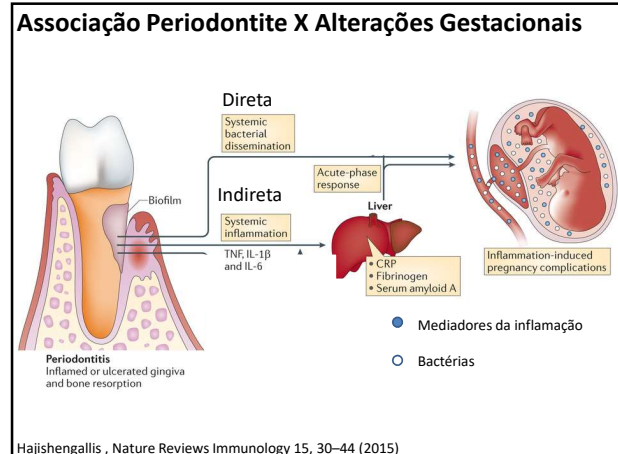 Associação Periodontite X Alterações Gestacionais
Direta
Systemic
bacterial
dissemination
Acute-phase
response
Biofilm
Indireta
Systemic
inflammation
TNF, IL-1β
and IL-6
Liver
• CRP
• Fibrinogen
• Serum amyloid A
Inflammation-induced
pregnancy complications
Mediadores da inflamação
Bactérias
Periodontitis
Inflamed or ulcerated gingiva
and bone resorption
Hajishengallis , Nature Reviews Immunology 15, 30–44 (2015)